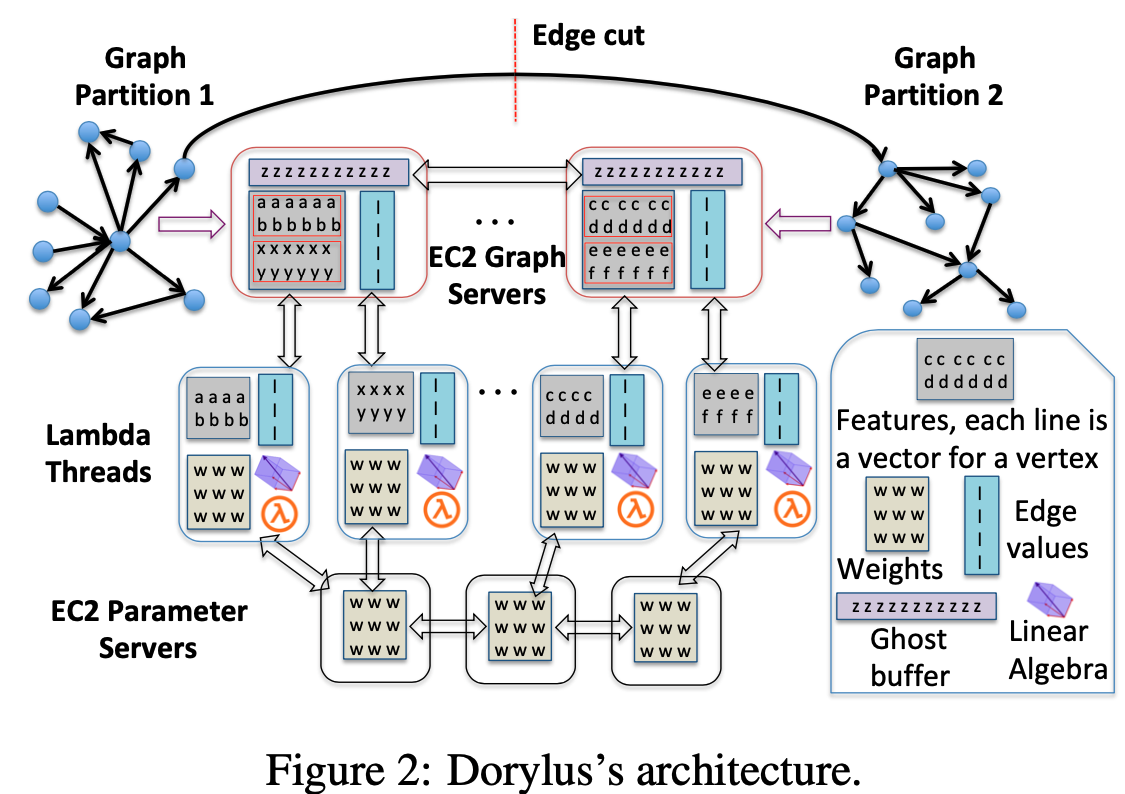 Edge cut
Graph
Partition 1
Graph
Partition 2
z z z z z z z z z z z
z z z z z z z z z z z
a a a a a a
b b b b b b
x x x x x x
y y y y y y
I
I
I
I
. . .
EC2 Graph
Servers
c c c c c c
d d d d d d
e e e e e e
f f f f f f
I
I
I
I
Lambda
Threads
a a a a
b b b b
I
I
I
w w w
w w w
w w w
λ
x x x x
y y y y
I
I
I
w w w
w w w
w w w
λ
. . .
c c c c
d d d d
I
I
I
w w w
w w w
w w w
λ
e e e e
f f f f
I
I
I
w w w
w w w
w w w
λ
EC2 Parameter
Servers
w w w
w w w
w w w
w w w
w w w
w w w
w w w
w w w
w w w
c c c c c c
d d d d d d
Features, each line is
a vector for a vertex
w w w
w w w
w w w
Weights
I
I
I
I
Edge
values
z z z z z z z z z z z
Ghost
buffer
Linear
Algebra
Figure 2: Dorylus’s architecture.